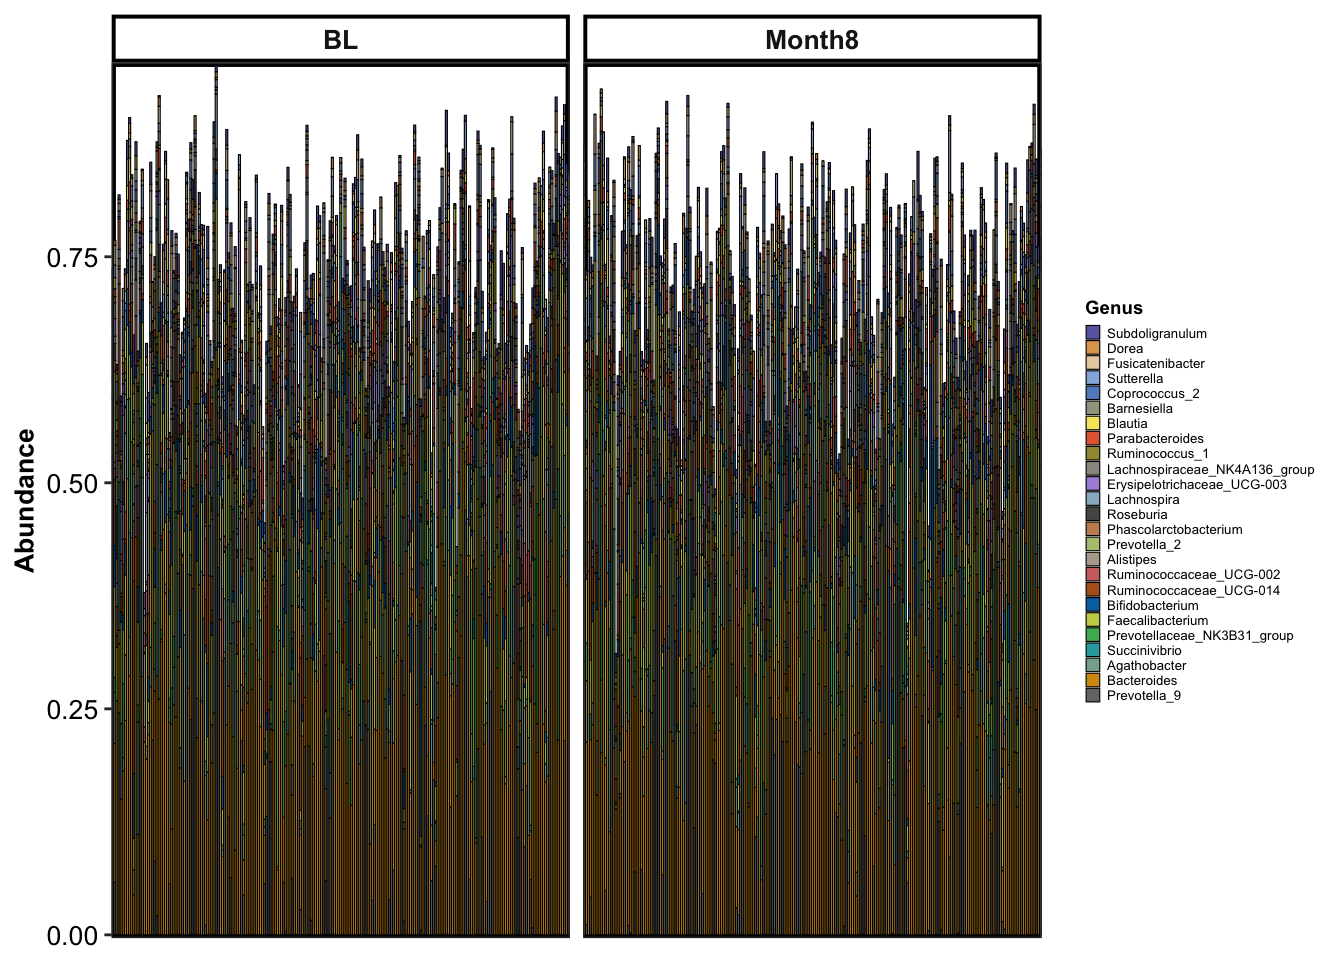 BL
Month8
Abundance
0.75
0.50
0.25
0.00
Genus
Subdoligranulum
Dorea
Fusicatenibacter
Sutterella
Coprococcus_2
Barnesiella
Blautia
Parabacteroides
Ruminococcus_1
Lachnospiraceae_NK4A136_group
Erysipelotrichaceae_UCG-003
Lachnospira
Roseburia
Phascolarctobacterium
Prevotella_2
Alistipes
Ruminococcaceae_UCG-002
Ruminococcaceae_UCG-014
Bifidobacterium
Faecalibacterium
Prevotellaceae_NK3B31_group
Succinivibrio
Agathobacter
Bacteroides
Prevotella_9